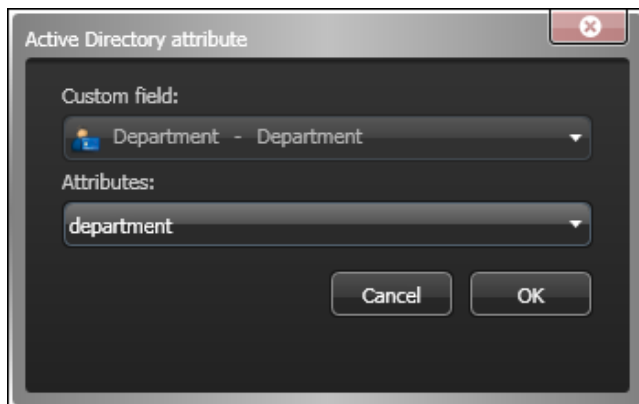 Active Directory attribute
Custom field:
Department - Department
Attributes:
department
Cancel OK